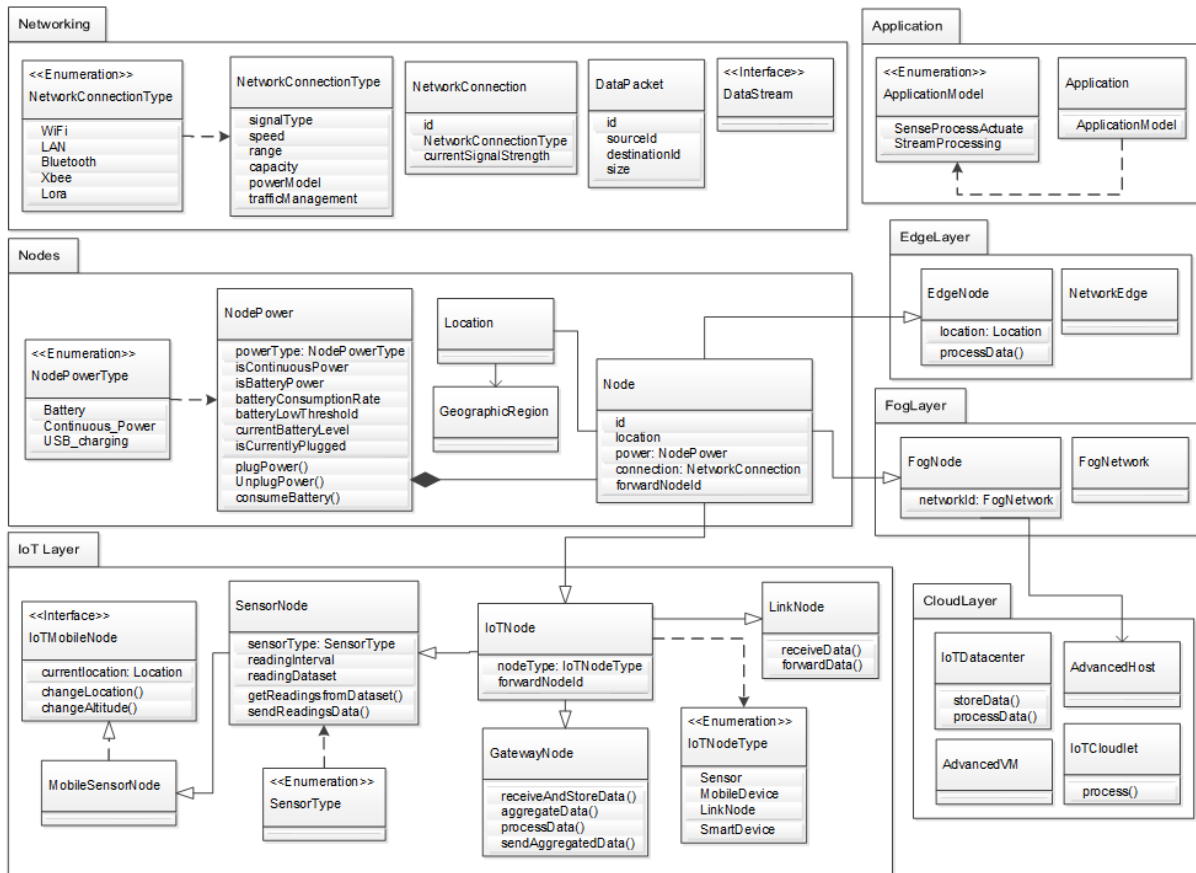 Networking
<<Enumeration>>
NetworkConnectionType
WiFi
LAN
Bluetooth
Xbee
Lora
NetworkConnectionType
signalType
speed
range
capacity
powerModel
trafficManagement
NetworkConnection
id
NetworkConnectionType
currentSignalStrength
DataPacket
id
sourceId
destinationId
size
<<Interface>>
DataStream
Application
<<Enumeration>>
ApplicationModel
SenseProcessActuate
StreamProcessing
Application
ApplicationModel
Nodes
<<Enumeration>>
NodePowerType
Battery
Continuous_Power
USB_charging
NodePower
powerType: NodePowerType
isContinuousPower
isBatteryPower
batteryConsumptionRate
batteryLowThreshold
currentBatteryLevel
isCurrentlyPlugged
plugPower()
UnplugPower()
consumeBattery()
Location
GeographicRegion
Node
id
location
power: NodePower
connection: NetworkConnection
forwardNodeId
EdgeLayer
EdgeNode
location: Location
processData()
NetworkEdge
FogLayer
FogNode
networkId: FogNetwork
FogNetwork
IoT Layer
<<Interface>>
IoTMobileNode
currentlocation: Location
changeLocation()
changeAltitude()
MobileSensorNode
SensorNode
sensorType: SensorType
readingInterval
readingDataset
getReadingsfromDataset()
sendReadingsData()
<<Enumeration>>
SensorType
IoTNode
nodeType: IoTNodeType
forwardNodeId
GatewayNode
receiveAndStoreData()
aggregateData()
processData()
sendAggregatedData()
LinkNode
receiveData()
forwardData()
<<Enumeration>>
IoTNodeType
Sensor
MobileDevice
LinkNode
SmartDevice
CloudLayer
IoTDatacenter
storeData()
processData()
AdvancedHost
AdvancedVM
IoTCloudlet
process()